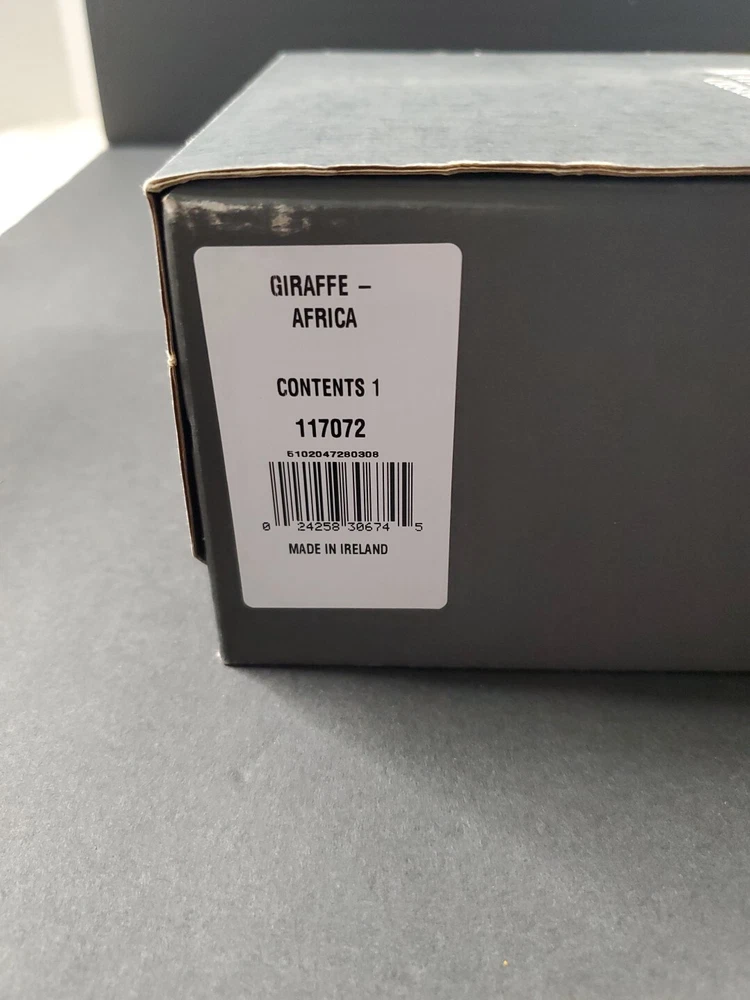 GIRAFFE –
AFRICA
CONTENTS 1
117072
5102047280308
0 24258 30674 5
MADE IN IRELAND